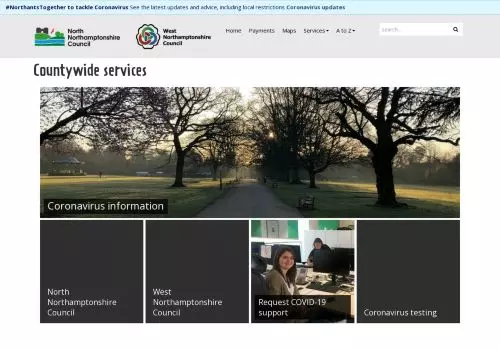 #NorthantsTogether to tackle Coronavirus See the latest updates and advice, including local restrictions Coronavirus updates
North
Northamptonshire
Council
West
Northamptonshire
Council
Home Payments Maps Services A to Z
search...
Countywide services
Coronavirus information
North
Northamptonshire
Council
West
Northamptonshire
Council
Request COVID-19
support
Coronavirus testing